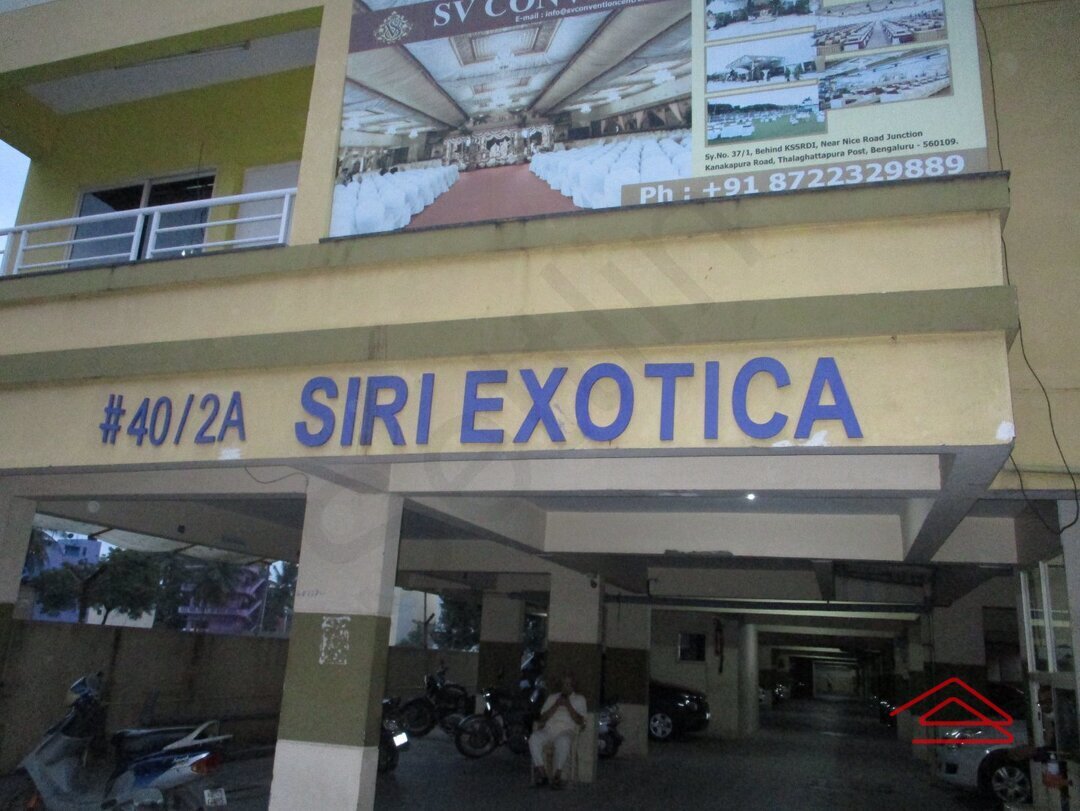 SV CON
E-mail : info@svconventioncent
Sy.No. 37/1, Behind KSSRDI, Near Nice Road Junction
Kanakapura Road, Thalaghattapura Post, Bengaluru - 560109.
Ph : +91 8722329889
#40/2A SIRI EXOTICA